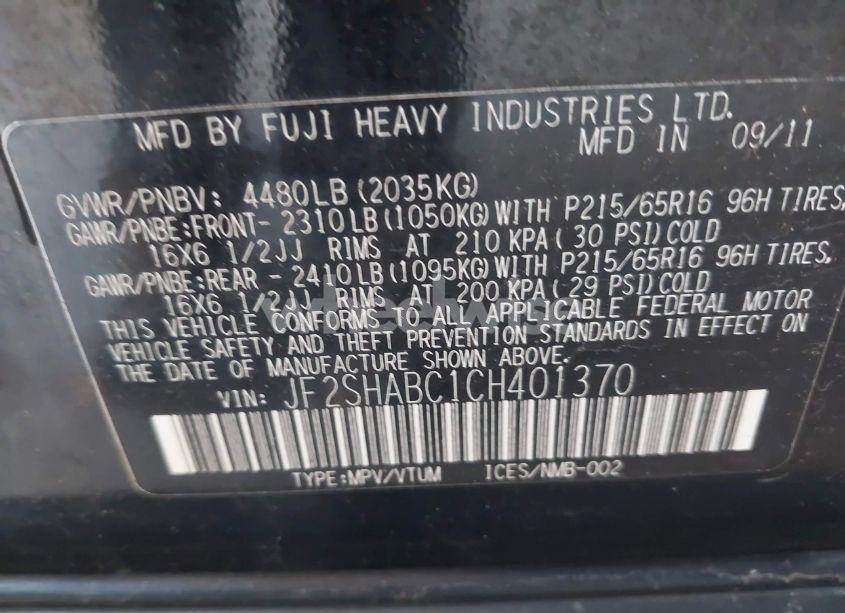 MFD BY FUJI HEAVY INDUSTRIES LTD.
MFD IN 09/11
GVWR/PNBV: 4480LB (2035KG)
GAWR/PNBE:FRONT- 2310LB (1050KG) WITH P215/65R16 96H TIRES,
16X6 1/2JJ RIMS AT 210 KPA ( 30 PSI) COLD
GAWR/PNBE:REAR - 2410LB (1095KG) WITH P215/65R16 96H TIRES,
16X6 1/2JJ RIMS AT 200 KPA ( 29 PSI) COLD
THIS VEHICLE CONFORMS TO ALL APPLICABLE FEDERAL MOTOR
VEHICLE SAFETY AND THEFT PREVENTION STANDARDS IN EFFECT ON
THE DATE OF MANUFACTURE SHOWN ABOVE.
VIN: JF2SHABC1CH401370
TYPE:MPV/VTUM ICES/NMB-002